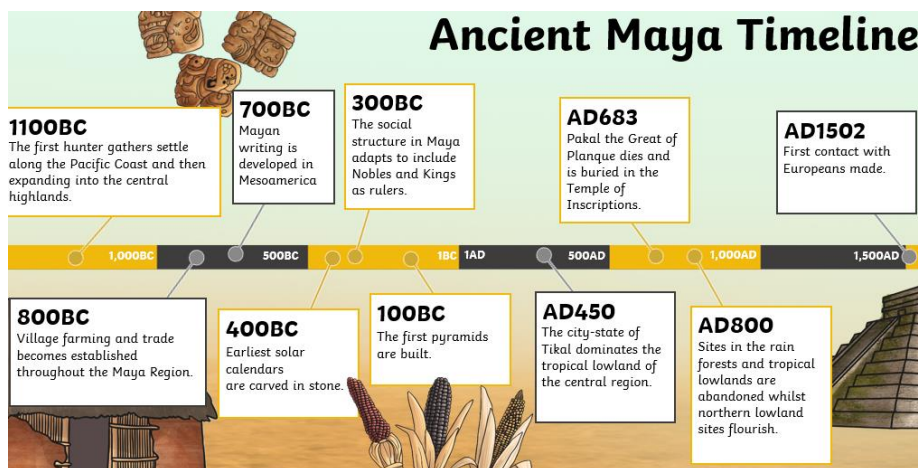 Ancient Maya Timeline
1100BC
The first hunter gathers settle
along the Pacific Coast and then
expanding into the central
highlands.
700BC
Mayan
writing is
developed in
Mesoamerica
300BC
The social
structure in Maya
adapts to include
Nobles and Kings
as rulers.
AD683
Pakal the Great of
Planque dies and
is buried in the
Temple of
Inscriptions.
AD1502
First contact with
Europeans made.
1,000BC
500BC
1BC
1AD
500AD
1,000AD
1,500AD
800BC
Village farming and trade
becomes established
throughout the Maya Region.
400BC
Earliest solar
calendars
are carved in stone.
100BC
The first pyramids
are built.
AD450
The city-state of
Tikal dominates the
tropical lowland of
the central region.
AD800
Sites in the rain
forests and tropical
lowlands are
abandoned whilst
northern lowland
sites flourish.